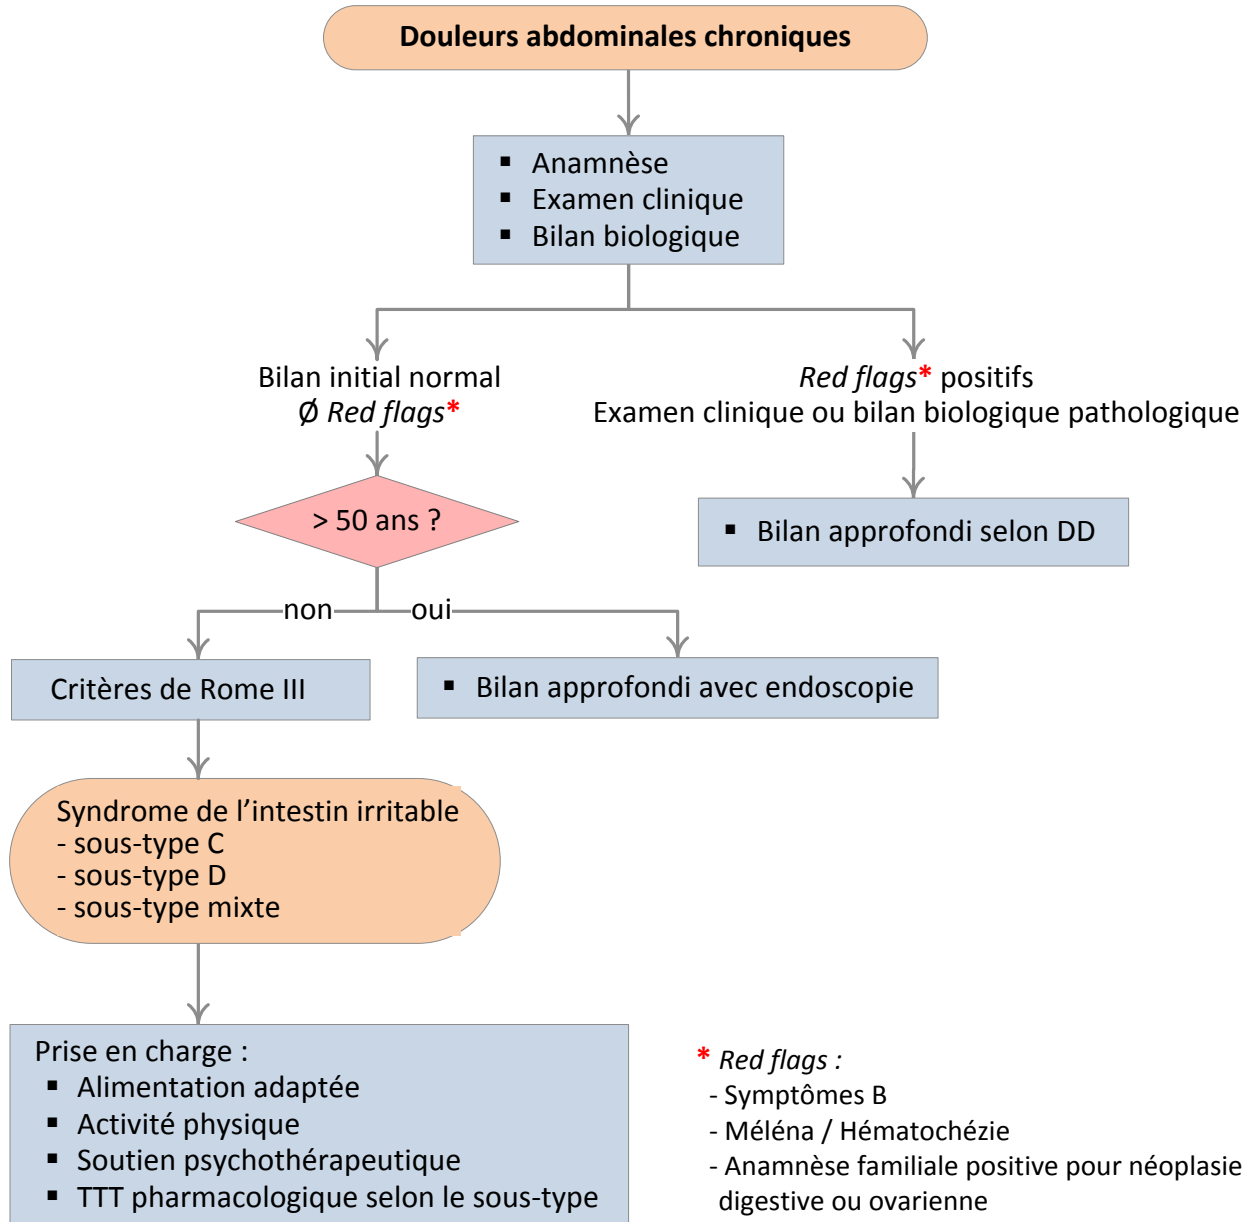 Douleurs abdominales chroniques
▪ Anamnèse
▪ Examen clinique
▪ Bilan biologique
Bilan initial normal
Ø Red flags*
Red flags* positifs
Examen clinique ou bilan biologique pathologique
> 50 ans ?
▪ Bilan approfondi selon DD
non
oui
Critères de Rome III
▪ Bilan approfondi avec endoscopie
Syndrome de l’intestin irritable
- sous-type C
- sous-type D
- sous-type mixte
Prise en charge :
▪ Alimentation adaptée
▪ Activité physique
▪ Soutien psychothérapeutique
▪ TTT pharmacologique selon le sous-type
* Red flags :
- Symptômes B
- Méléna / Hématochézie
- Anamnèse familiale positive pour néoplasie
digestive ou ovarienne